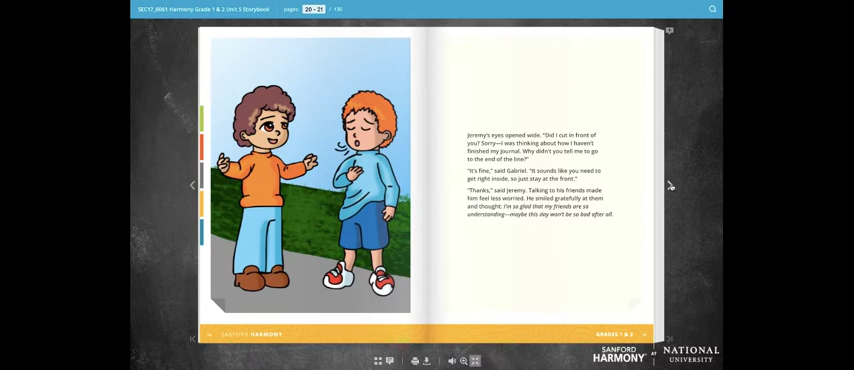 SEC17_6061 Harmony Grade 1 & 2 Unit 5 Storybook
pages: 20 – 21 / 130
Jeremy's eyes opened wide. "Did I cut in front of
you? Sorry—I was thinking about how I haven't
finished my journal. Why didn't you tell me to go
to the end of the line?"
"It's fine," said Gabriel. "It sounds like you need to
get right inside, so just stay at the front."
"Thanks," said Jeremy. Talking to his friends made
him feel less worried. He smiled gratefully at them
and thought: I'm so glad that my friends are so
understanding—maybe this day won't be so bad after all.
SANFORD HARMONY
GRADES 1 & 2
SANFORD
HARMONY
AT
NATIONAL
UNIVERSITY